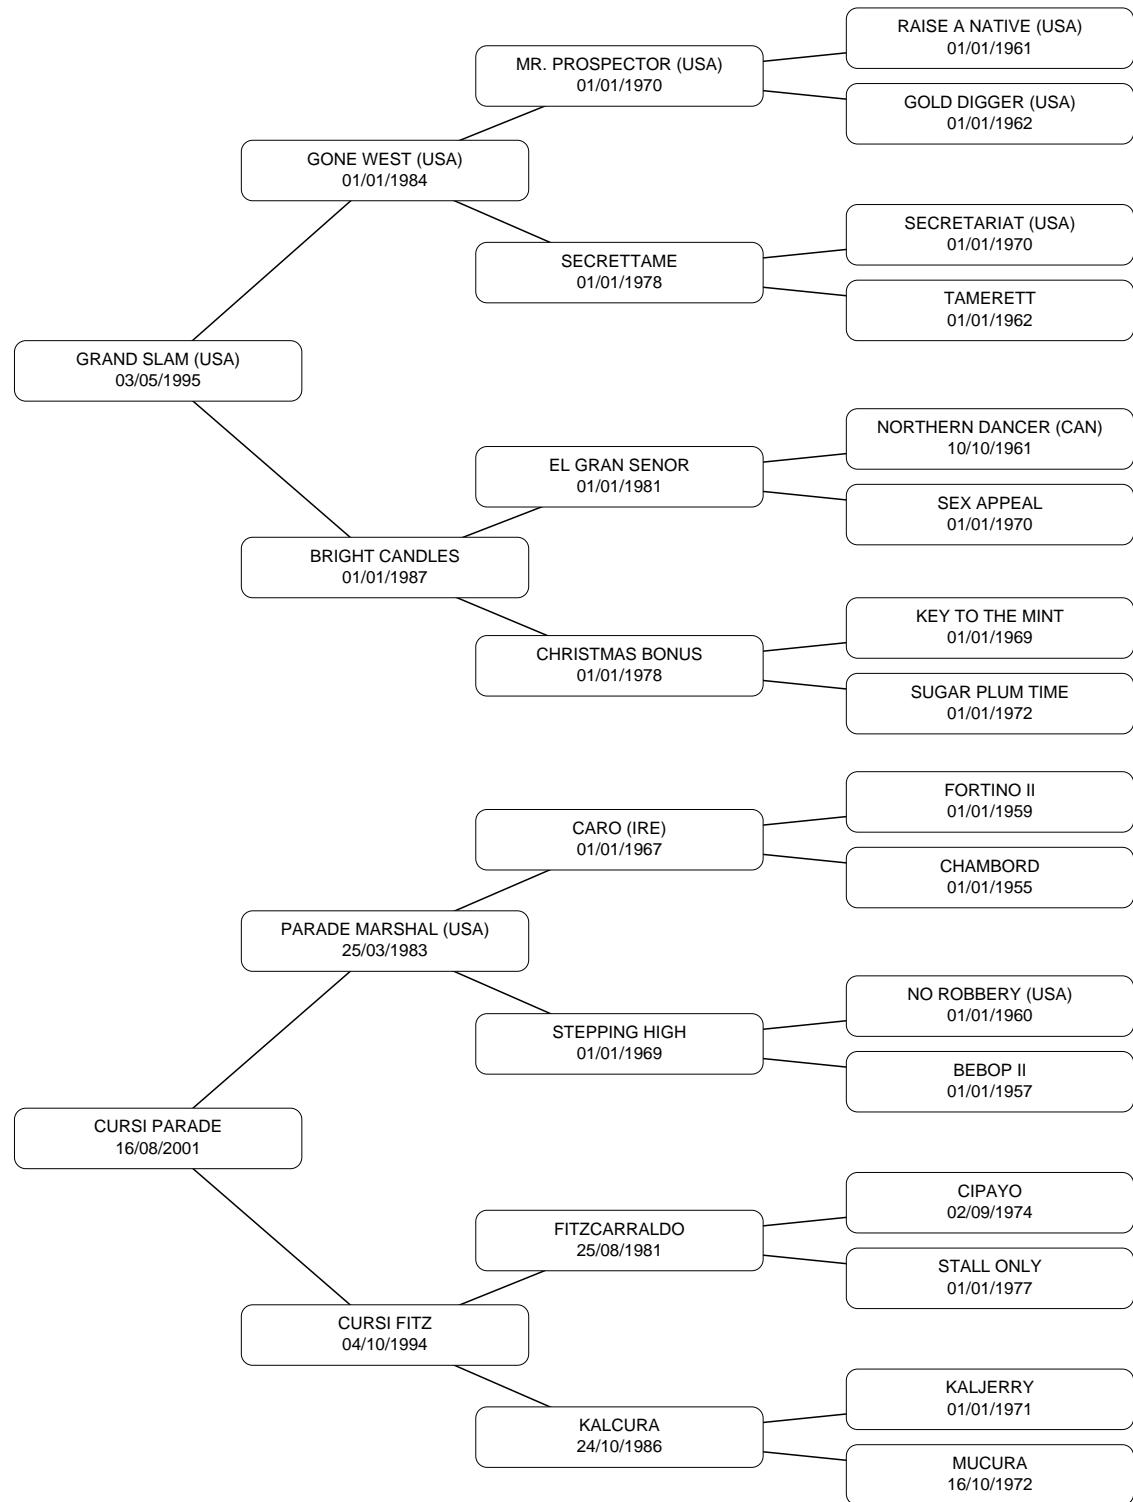 RAISE A NATIVE (USA)
01/01/1961
MR. PROSPECTOR (USA)
01/01/1970
GOLD DIGGER (USA)
01/01/1962
GONE WEST (USA)
01/01/1984
SECRETARIAT (USA)
01/01/1970
SECRETTAME
01/01/1978
TAMERETT
01/01/1962
GRAND SLAM (USA)
03/05/1995
NORTHERN DANCER (CAN)
10/10/1961
EL GRAN SENOR
01/01/1981
SEX APPEAL
01/01/1970
BRIGHT CANDLES
01/01/1987
KEY TO THE MINT
01/01/1969
CHRISTMAS BONUS
01/01/1978
SUGAR PLUM TIME
01/01/1972
FORTINO II
01/01/1959
CARO (IRE)
01/01/1967
CHAMBORD
01/01/1955
PARADE MARSHAL (USA)
25/03/1983
NO ROBBERY (USA)
01/01/1960
STEPPING HIGH
01/01/1969
BEBOP II
01/01/1957
CURSI PARADE
16/08/2001
CIPAYO
02/09/1974
FITZCARRALDO
25/08/1981
STALL ONLY
01/01/1977
CURSI FITZ
04/10/1994
KALJERRY
01/01/1971
KALCURA
24/10/1986
MUCURA
16/10/1972